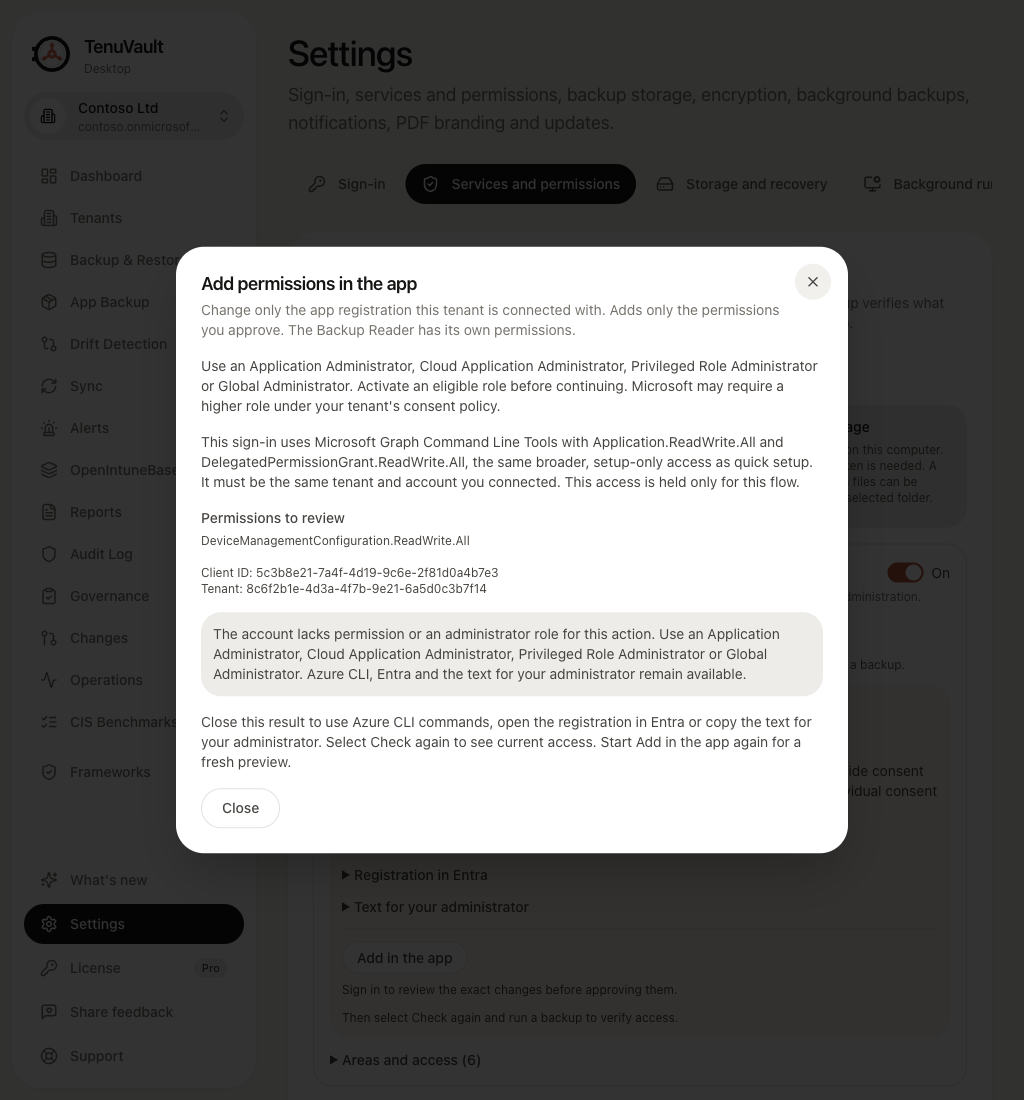 TenuVault
Desktop
Contoso Ltd
contoso.onmicrosof...
Dashboard
Tenants
Backup & Restor
App Backup
Drift Detection
Sync
Alerts
OpenIntuneBase
Reports
Audit Log
Governance
Changes
Operations
CIS Benchmarks
Frameworks
What's new
Settings
License
Pro
Share feedback
Support
Settings
Sign-in, services and permissions, backup storage, encryption, background backups,
notifications, PDF branding and updates.
Sign-in
Services and permissions
Storage and recovery
Background ru
Add permissions in the app
Change only the app registration this tenant is connected with. Adds only the permissions
you approve. The Backup Reader has its own permissions.
Use an Application Administrator, Cloud Application Administrator, Privileged Role Administrator
or Global Administrator. Activate an eligible role before continuing. Microsoft may require a
higher role under your tenant's consent policy.
This sign-in uses Microsoft Graph Command Line Tools with Application.ReadWrite.All and
DelegatedPermissionGrant.ReadWrite.All, the same broader, setup-only access as quick setup.
It must be the same tenant and account you connected. This access is held only for this flow.
Permissions to review
DeviceManagementConfiguration.ReadWrite.All
Client ID: 5c3b8e21-7a4f-4d19-9c6e-2f81d0a4b7e3
Tenant: 8c6f2b1e-4d3a-4f7b-9e21-6a5d0c3b7f14
The account lacks permission or an administrator role for this action. Use an Application
Administrator, Cloud Application Administrator, Privileged Role Administrator or Global
Administrator. Azure CLI, Entra and the text for your administrator remain available.
Close this result to use Azure CLI commands, open the registration in Entra or copy the text for
your administrator. Select Check again to see current access. Start Add in the app again for a
fresh preview.
Close
verifies what
on this computer.
is needed. A
files can be
selected folder.
On
a backup.
consent
consent
Registration in Entra
Text for your administrator
Add in the app
Sign in to review the exact changes before approving them.
Then select Check again and run a backup to verify access.
Areas and access (6)